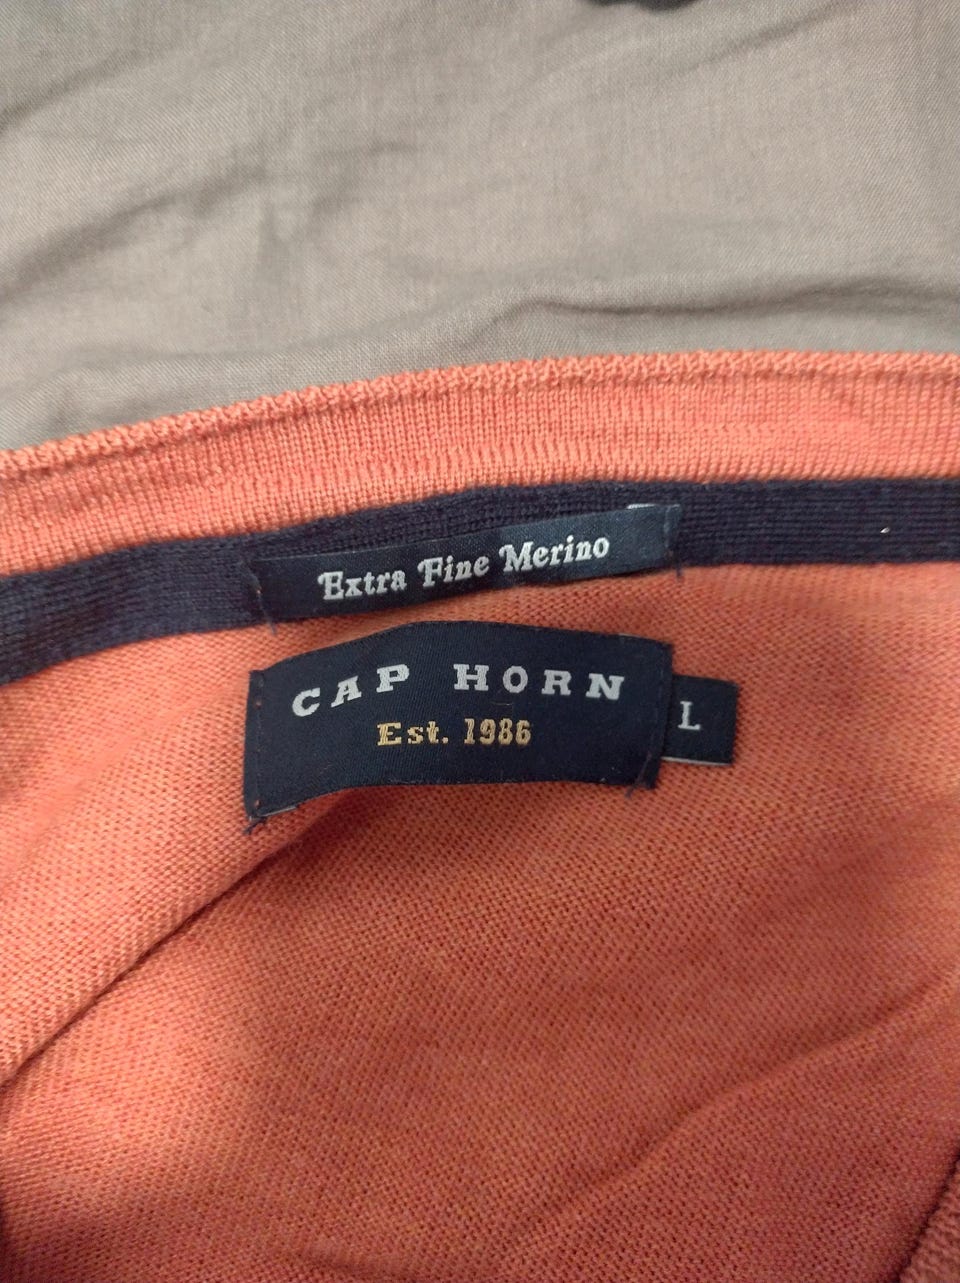 Extra Fine Merino
CAP HORN
Est. 1986
L